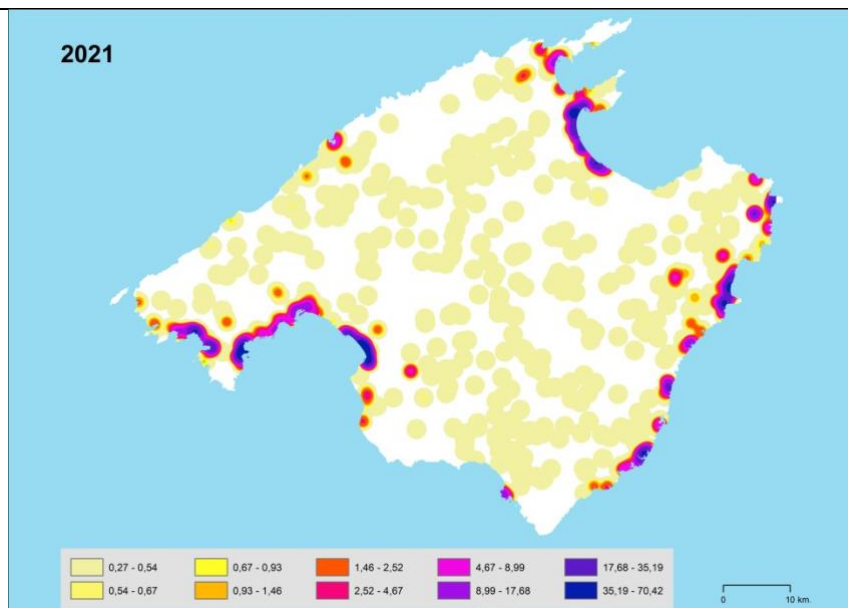 2021
0,27 - 0,54
0,67 - 0,93
1,46 - 2,52
4,67 - 8,99
17,68 - 35,19
0,54 - 0,67
0,93 - 1,46
2,52 - 4,67
8,99 - 17,68
35,19 - 70,42
0 10 km.